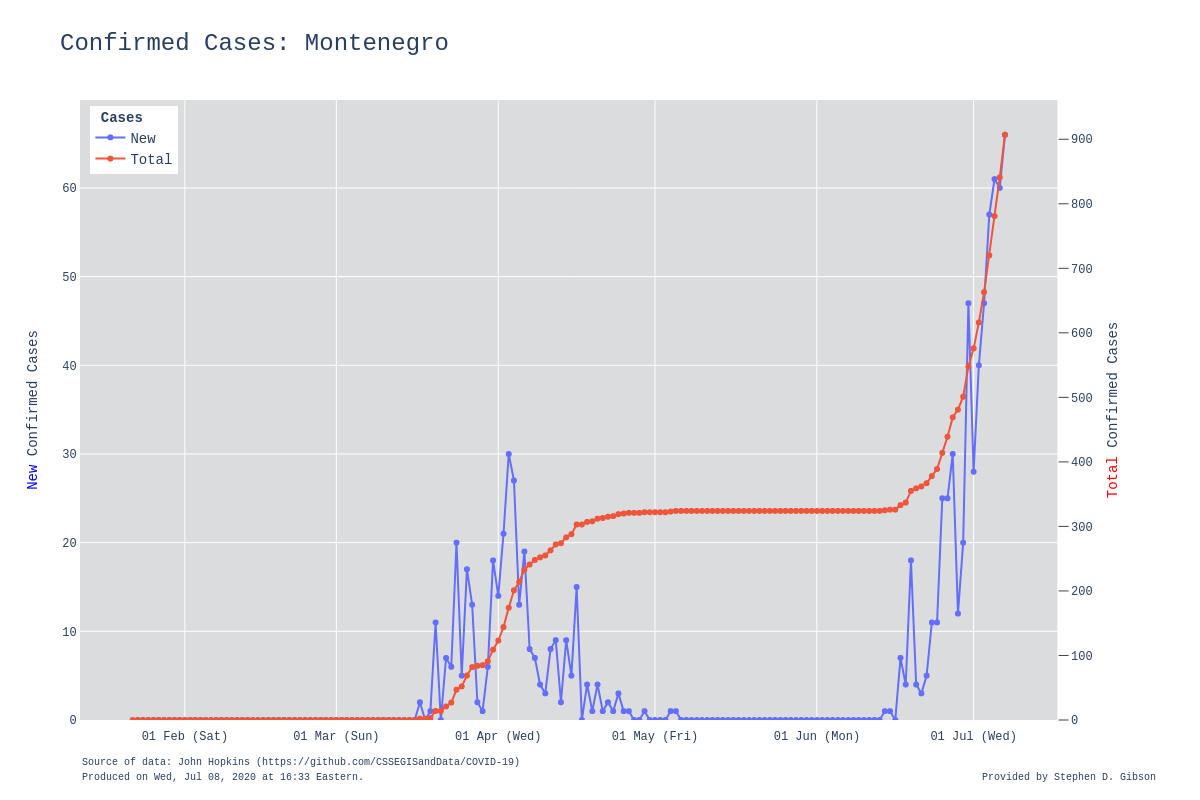 Confirmed Cases: Montenegro
Cases
New
Total
60
50
40
30
20
10
0
900
800
700
600
500
400
300
200
100
0
New Confirmed Cases
Total Confirmed Cases
01 Feb (Sat)
01 Mar (Sun)
01 Apr (Wed)
01 May (Fri)
01 Jun (Mon)
01 Jul (Wed)
Source of data: John Hopkins (https://github.com/CSSEGISandData/COVID-19)
Produced on Wed, Jul 08, 2020 at 16:33 Eastern.
Provided by Stephen D. Gibson